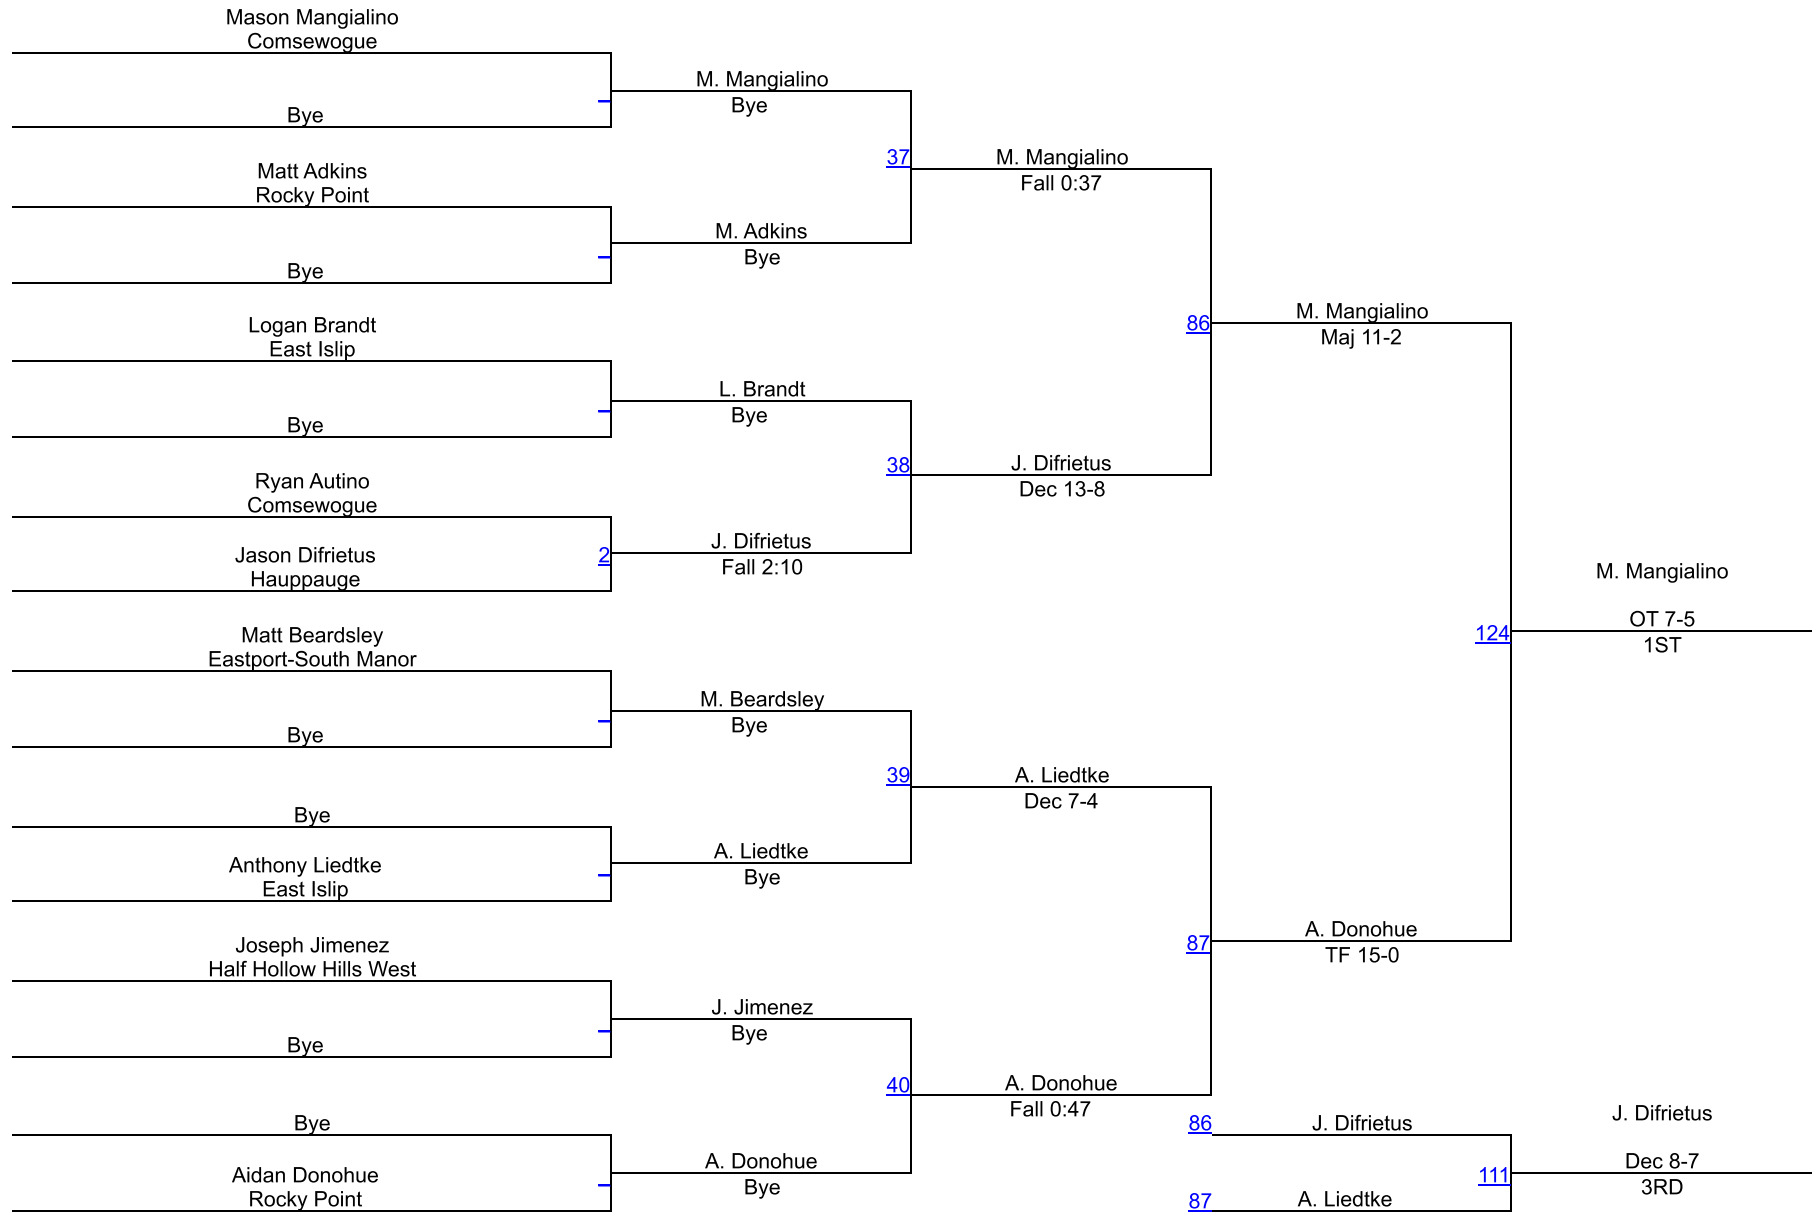 Mason Mangialino
Comsewogue
Bye
Matt Adkins
Rocky Point
Bye
Logan Brandt
East Islip
Bye
Ryan Autino
Comsewogue
Jason Difrietus
Hauppauge
2
Matt Beardsley
Eastport-South Manor
Bye
Bye
Anthony Liedtke
East Islip
Joseph Jimenez
Half Hollow Hills West
Bye
Bye
Aidan Donohue
Rocky Point
M. Mangialino
Bye
37
M. Adkins
Bye
L. Brandt
Bye
38
J. Difrietus
Fall 2:10
M. Beardsley
Bye
39
A. Liedtke
Bye
J. Jimenez
Bye
40
A. Donohue
Bye
M. Mangialino
Fall 0:37
86
J. Difrietus
Dec 13-8
A. Liedtke
Dec 7-4
87
A. Donohue
Fall 0:47
M. Mangialino
Maj 11-2
124
A. Donohue
TF 15-0
M. Mangialino
OT 7-5
1ST
86
J. Difrietus
111
87
A. Liedtke
J. Difrietus
Dec 8-7
3RD